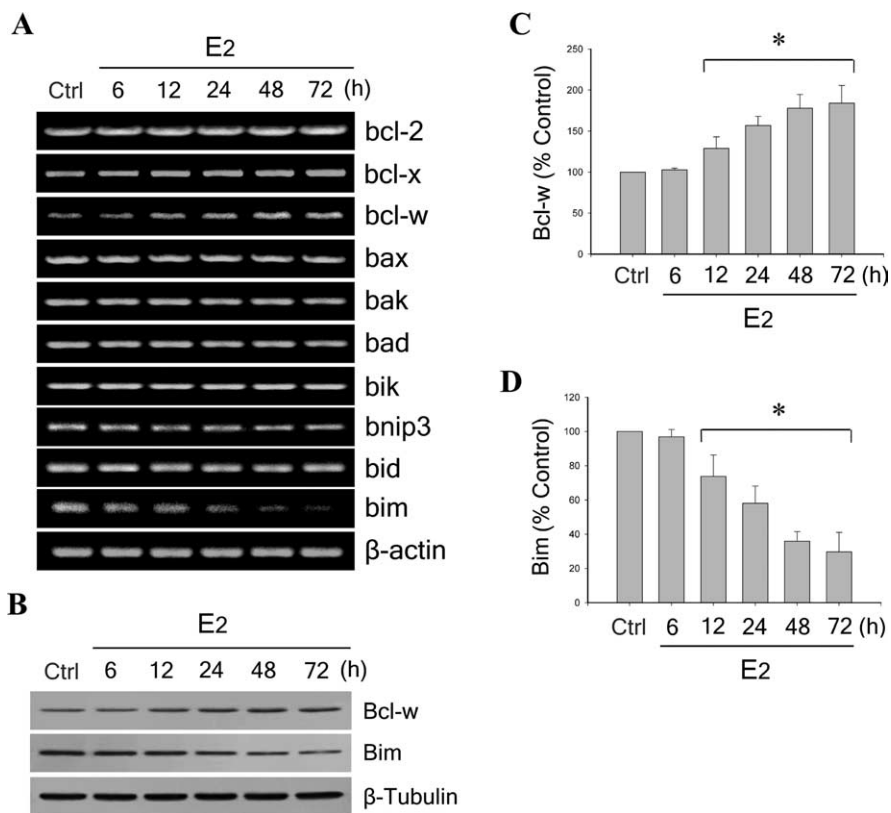 A
E2
Ctrl 6 12 24 48 72 (h)
bcl-2
bcl-x
bcl-w
bax
bak
bad
bik
bnip3
bid
bim
β-actin
B
E2
Ctrl 6 12 24 48 72 (h)
Bcl-w
Bim
β-Tubulin
C
Bcl-w (% Control)
250
200
150
100
50
0
*
Ctrl 6 12 24 48 72 (h)
E2
D
Bim (% Control)
120
100
80
60
40
20
0
*
Ctrl 6 12 24 48 72 (h)
E2